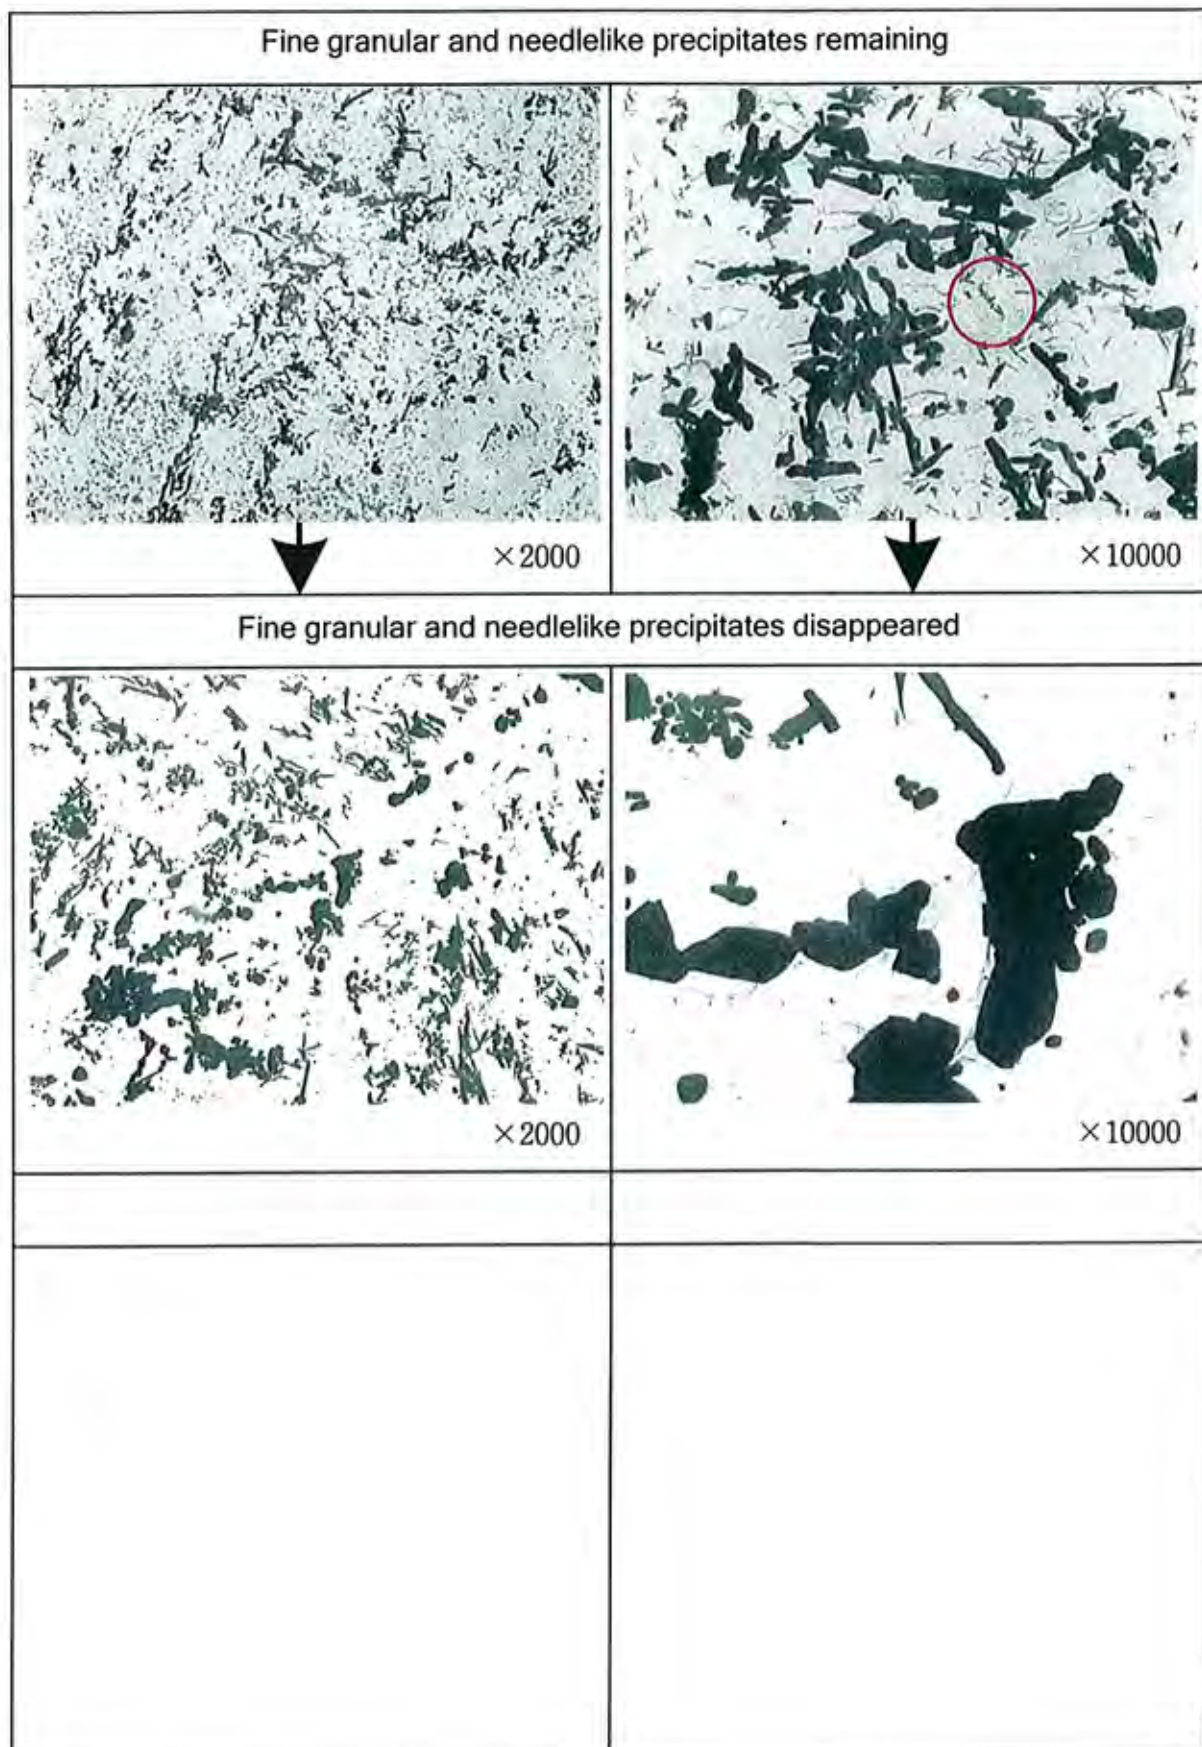 Fine granular and needlelike precipitates remaining
×2000
×10000
Fine granular and needlelike precipitates disappeared
×2000
×10000